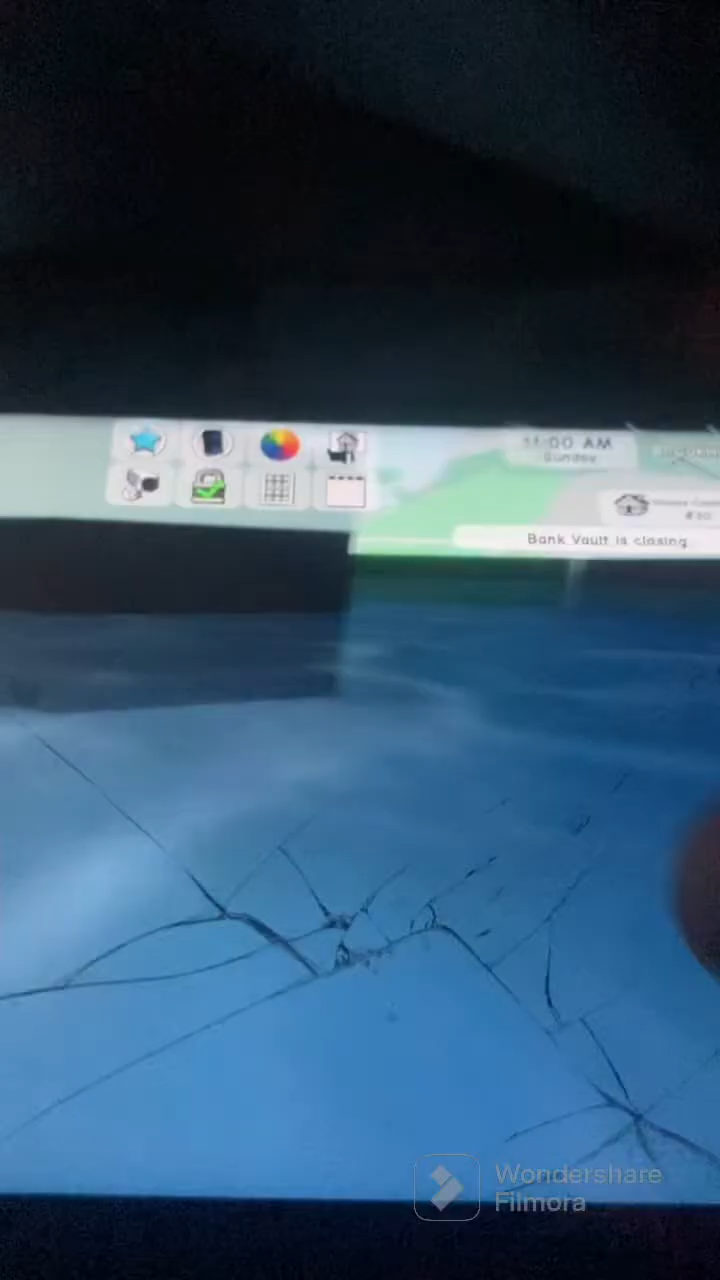 11:00 AM
Sunday
Bank Vault is closing
Wondershare
Filmora